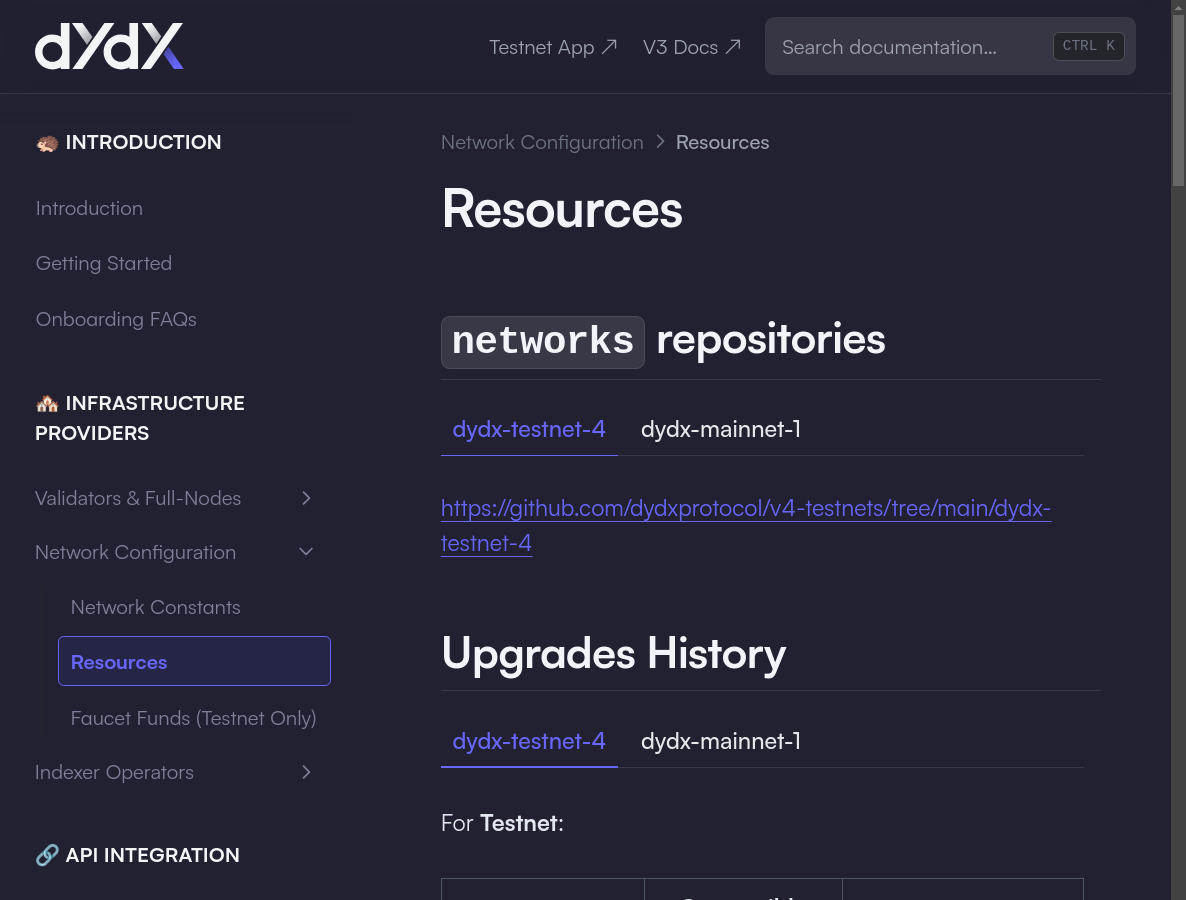 dYdX
Testnet App
V3 Docs
Search documentation…
CTRL K
INTRODUCTION
Introduction
Getting Started
Onboarding FAQs
INFRASTRUCTURE
PROVIDERS
Validators & Full-Nodes
Network Configuration
Network Constants
Resources
Faucet Funds (Testnet Only)
Indexer Operators
API INTEGRATION
Network Configuration > Resources
Resources
networks repositories
dydx-testnet-4
dydx-mainnet-1
https://github.com/dydxprotocol/v4-testnets/tree/main/dydx-
testnet-4
Upgrades History
dydx-testnet-4
dydx-mainnet-1
For Testnet: